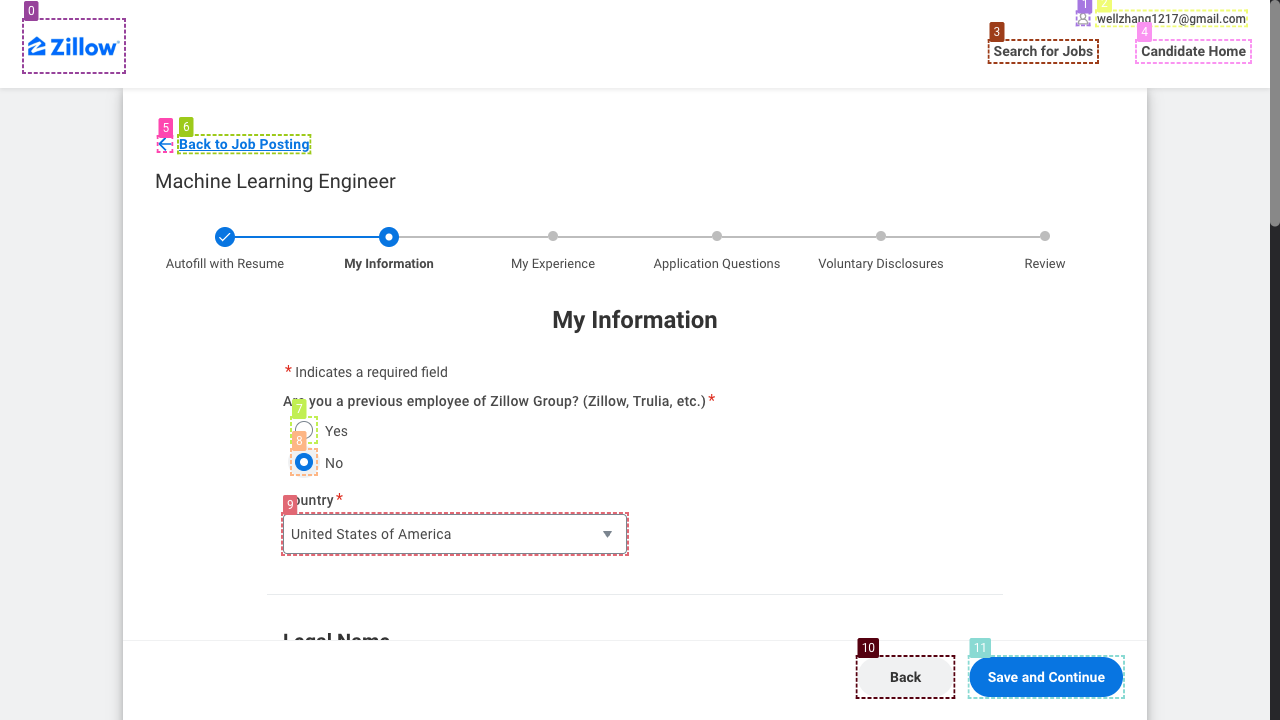 0
1
2
Zillow
wellzhang1217@gmail.com
3
4
Search for Jobs
Candidate Home
5
6
Back to Job Posting
Machine Learning Engineer
Autofill with Resume
My Information
My Experience
Application Questions
Voluntary Disclosures
Review
My Information
* Indicates a required field
Are you a previous employee of Zillow Group? (Zillow, Trulia, etc.) *
7
Yes
8
No
9
ountry *
United States of America
Legal Name
10
11
Back
Save and Continue